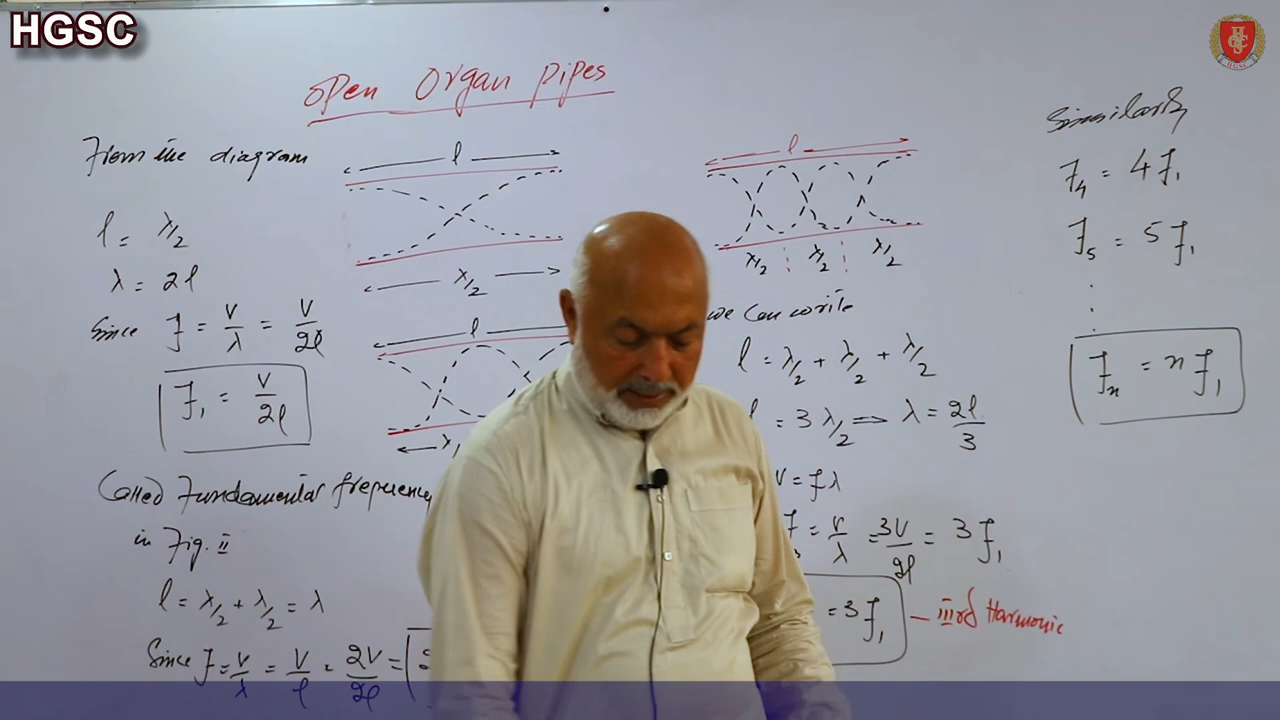 HGSC
Open Organ Pipes
From the diagram
l = λ/2
λ = 2l
Since f = v/λ = v/2l
f₁ = v/2l
Called Fundamental frequency
in Fig. II
l = λ/2 + λ/2 = λ
Since f = v/λ = v/l = 2v/2l =
l
λ/2
l
l
λ/2 λ/2 λ/2
we can write
l = λ/2 + λ/2 + λ/2
= 3λ/2 ⟹ λ = 2l/3
v = fλ
= v/λ = 3v/2l = 3f₁
= 3f₁ — IIIrd Harmonic
Similarly
f₄ = 4f₁
f₅ = 5f₁
fₙ = nf₁
HGSC